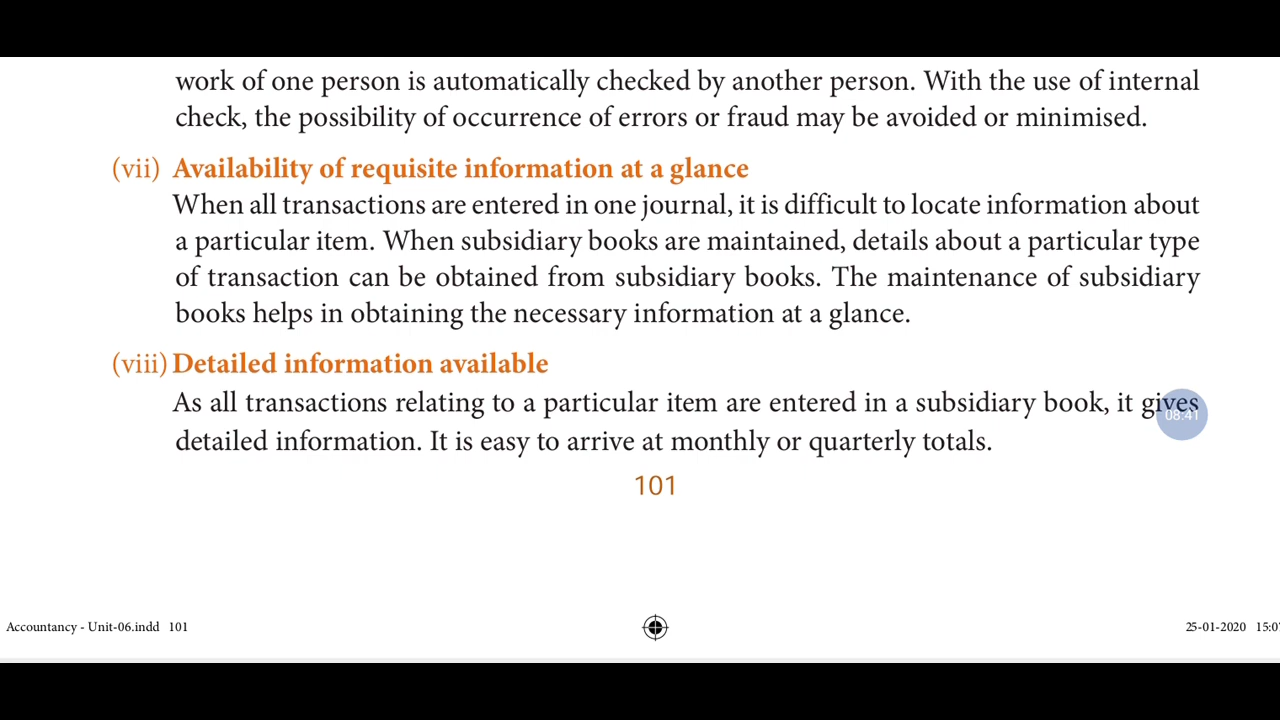 work of one person is automatically checked by another person. With the use of internal
check, the possibility of occurrence of errors or fraud may be avoided or minimised.
(vii) Availability of requisite information at a glance
When all transactions are entered in one journal, it is difficult to locate information about
a particular item. When subsidiary books are maintained, details about a particular type
of transaction can be obtained from subsidiary books. The maintenance of subsidiary
books helps in obtaining the necessary information at a glance.
(viii) Detailed information available
As all transactions relating to a particular item are entered in a subsidiary book, it gives
08:41
detailed information. It is easy to arrive at monthly or quarterly totals.
101
Accountancy - Unit-06.indd 101
25-01-2020 15:07